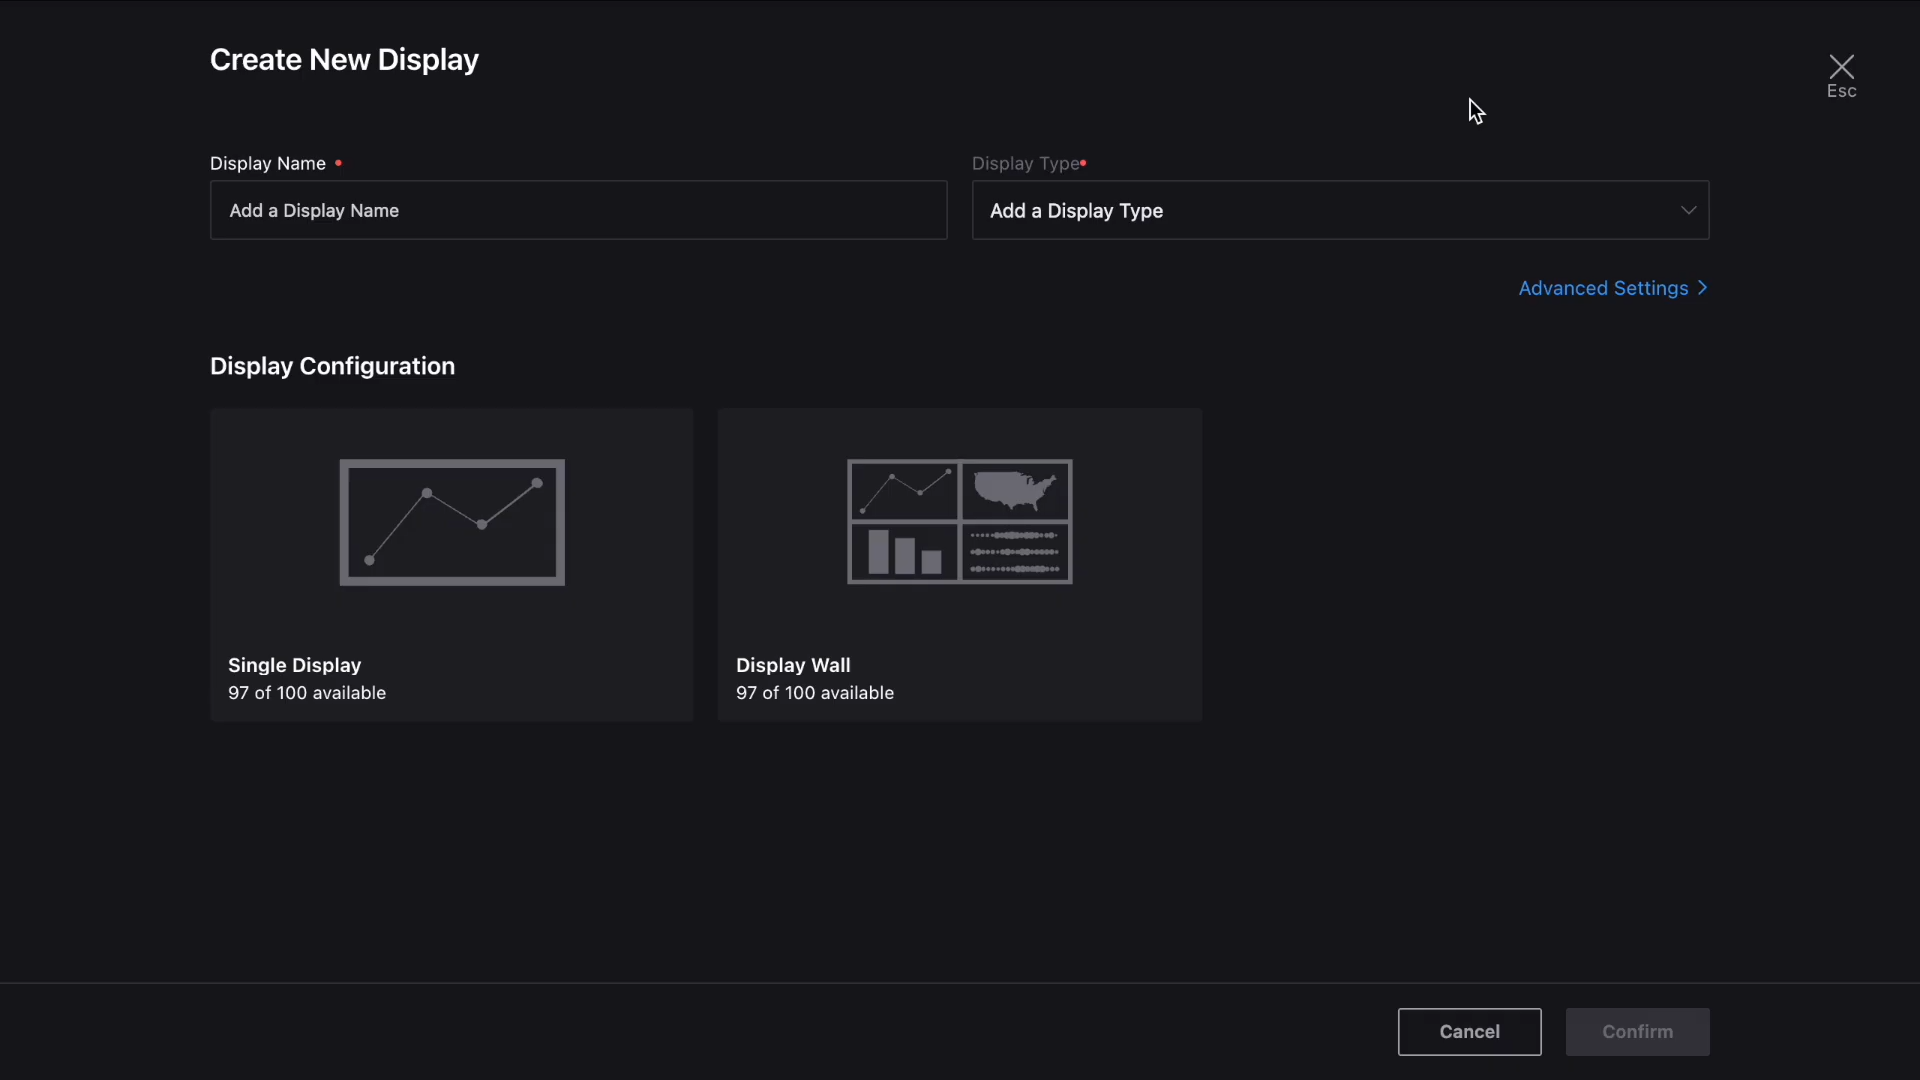 Create New Display
Esc
Display Name
Display Type
Add a Display Name
Add a Display Type
Advanced Settings
Display Configuration
Single Display
97 of 100 available
Display Wall
97 of 100 available
Cancel
Confirm